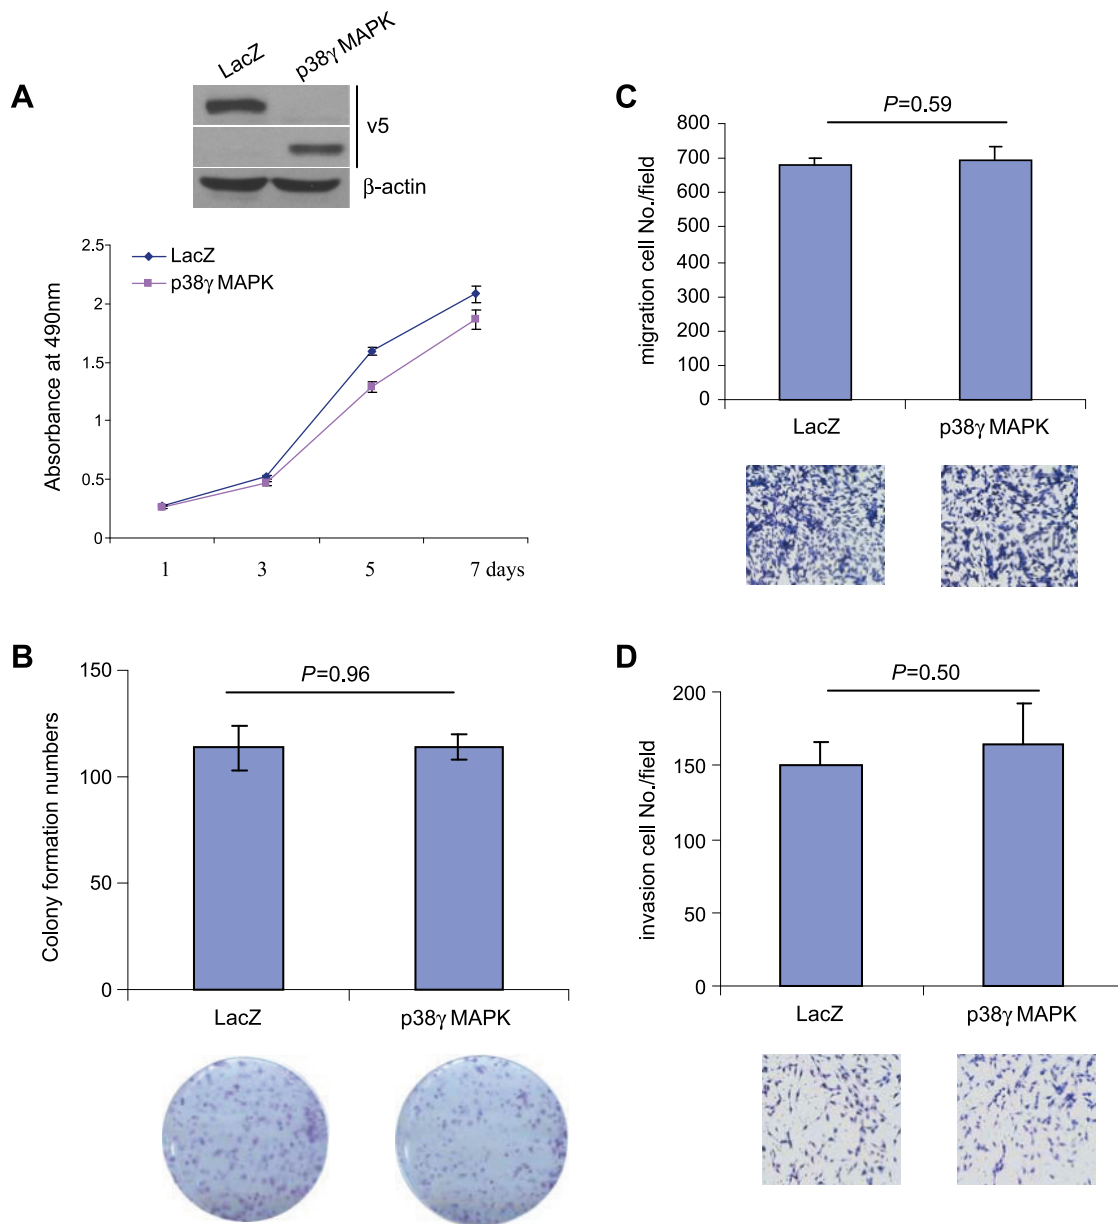 A
LacZ
p38γ MAPK
v5
β-actin
2.5
2
1.5
1
0.5
0
Absorbance at 490nm
LacZ
p38γ MAPK
1 3 5 7 days
B
150
100
50
0
Colony formation numbers
P=0.96
LacZ p38γ MAPK
C
800
700
600
500
400
300
200
100
0
migration cell No./field
P=0.59
LacZ p38γ MAPK
D
200
150
100
50
0
invasion cell No./field
P=0.50
LacZ p38γ MAPK